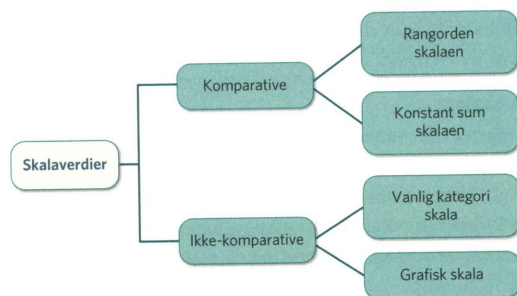 Rangorden
skalaen
Komparative
Konstant sum
skalaen
Skalaverdier
Vanlig kategori
skala
Ikke-komparative
Grafisk skala